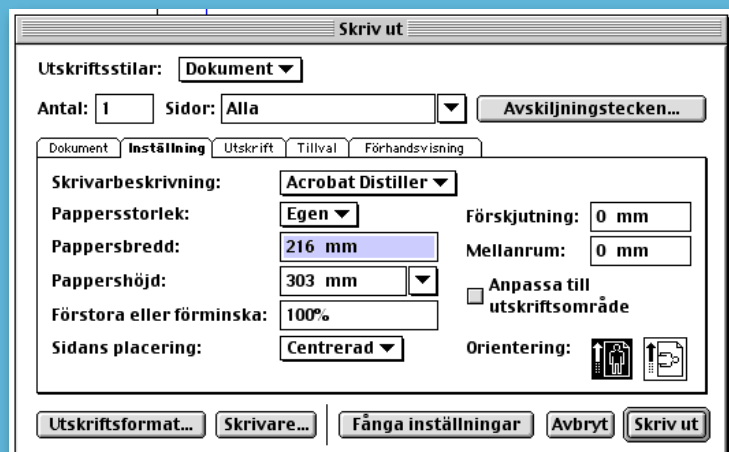 Skriv ut
Utskriftsstilar: Dokument
Antal: 1 Sidor: Alla Avskiljningstecken...
Dokument Inställning Utskrift Tillval Förhandsvisning
Skrivarbeskrivning: Acrobat Distiller
Pappersstorlek: Egen Förskjutning: 0 mm
Pappersbredd: 216 mm Mellanrum: 0 mm
Pappershöjd: 303 mm Anpassa till
utskriftsområde
Förstora eller förminska: 100%
Sidans placering: Centrerad Orientering:
Utskriftsformat... Skrivare... Fånga inställningar Avbryt Skriv ut